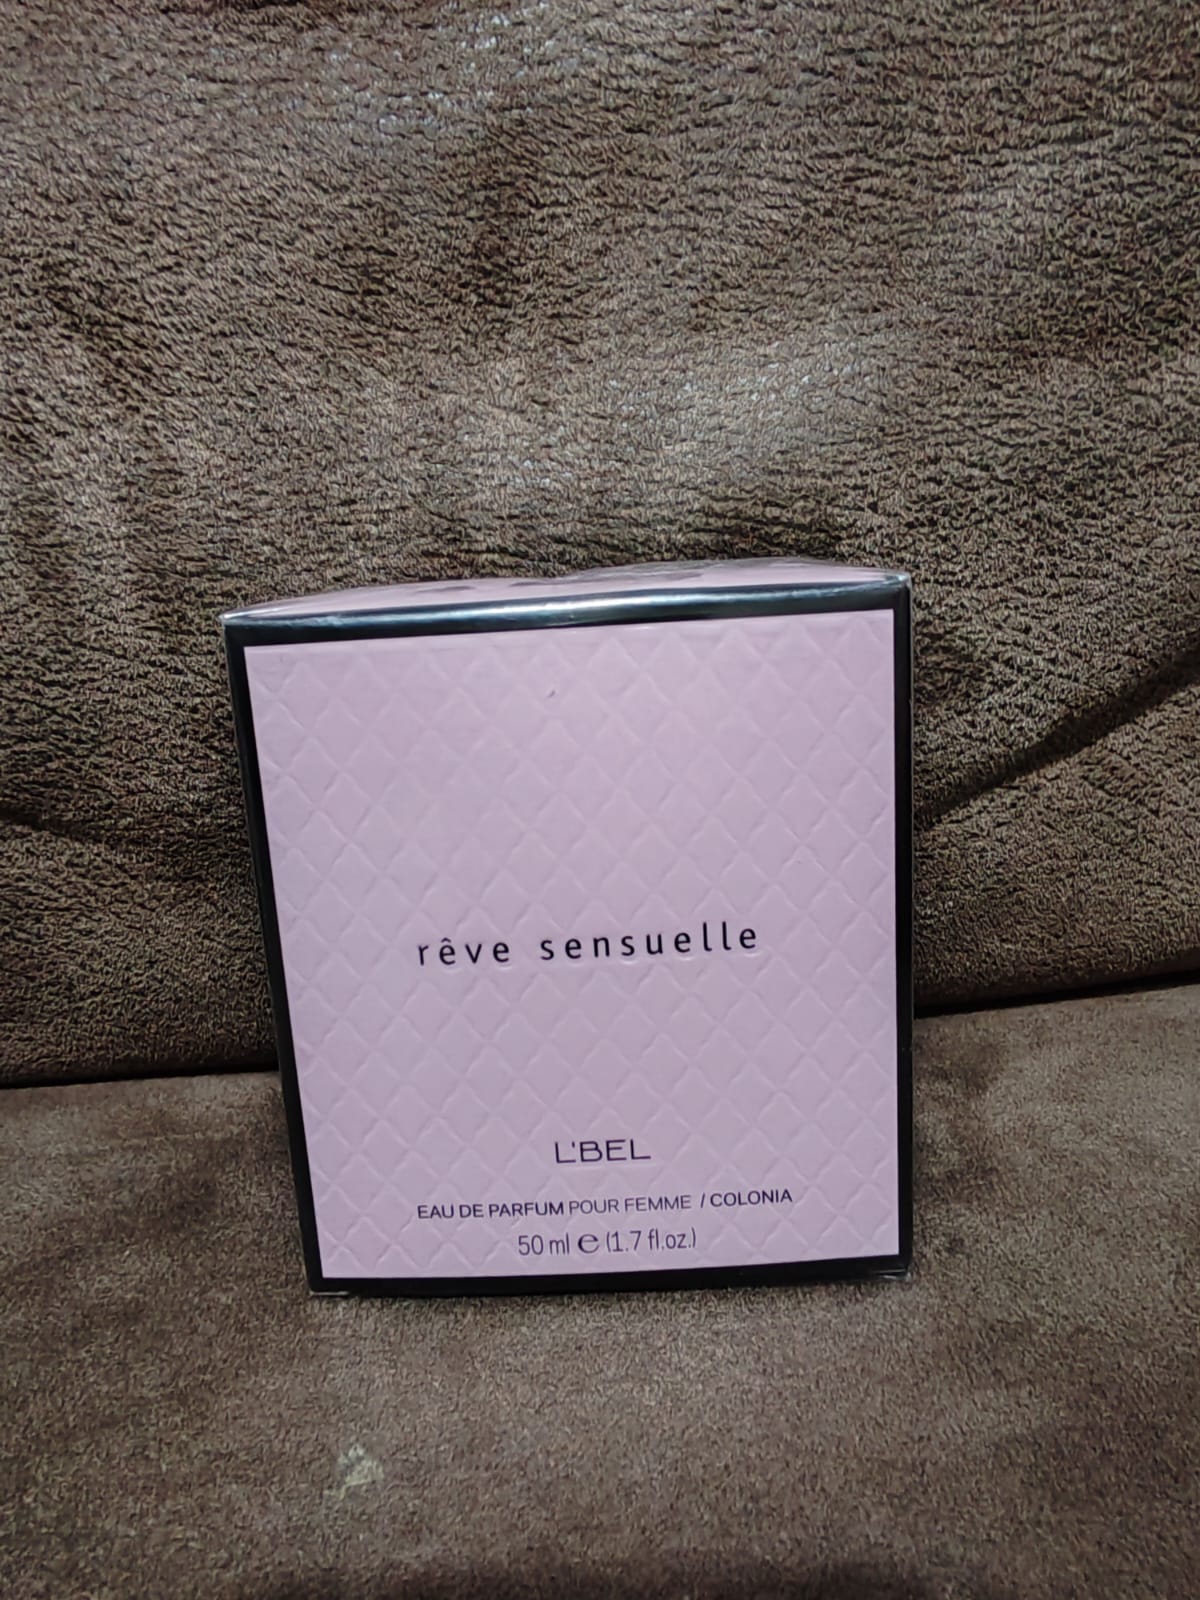 rêve sensuelle
L'BEL
EAU DE PARFUM POUR FEMME / COLONIA
50 ml ℮ (1.7 fl.oz.)